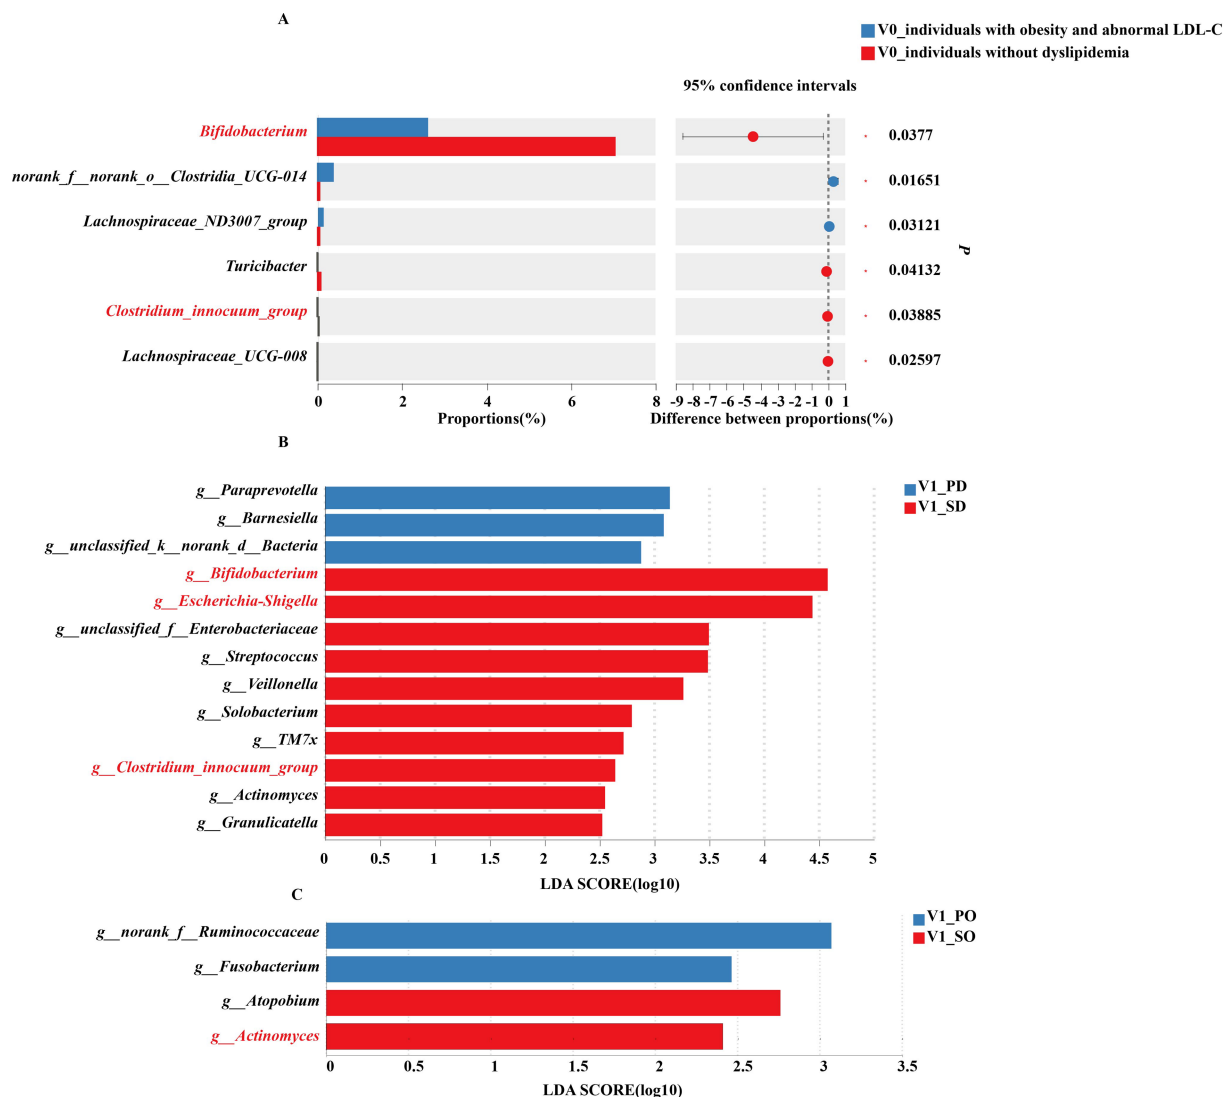 A
V0_individuals with obesity and abnormal LDL-C
V0_individuals without dyslipidemia
95% confidence intervals
Bifidobacterium
0.0377
norank_f__norank_o__Clostridia_UCG-014
0.01651
Lachnospiraceae_ND3007_group
0.03121
P
Turicibacter
0.04132
Clostridium_innocuum_group
0.03885
Lachnospiraceae_UCG-008
0.02597
0 2 4 6 8 -9 -8 -7 -6 -5 -4 -3 -2 -1 0 1
Proportions(%) Difference between proportions(%)
B
V1_PD
V1_SD
g__Paraprevotella
g__Barnesiella
g__unclassified_k__norank_d__Bacteria
g__Bifidobacterium
g__Escherichia-Shigella
g__unclassified_f__Enterobacteriaceae
g__Streptococcus
g__Veillonella
g__Solobacterium
g__TM7x
g__Clostridium_innocuum_group
g__Actinomyces
g__Granulicatella
0 0.5 1 1.5 2 2.5 3 3.5 4 4.5 5
LDA SCORE(log10)
C
V1_PO
V1_SO
g__norank_f__Ruminococcaceae
g__Fusobacterium
g__Atopobium
g__Actinomyces
0 0.5 1 1.5 2 2.5 3 3.5
LDA SCORE(log10)